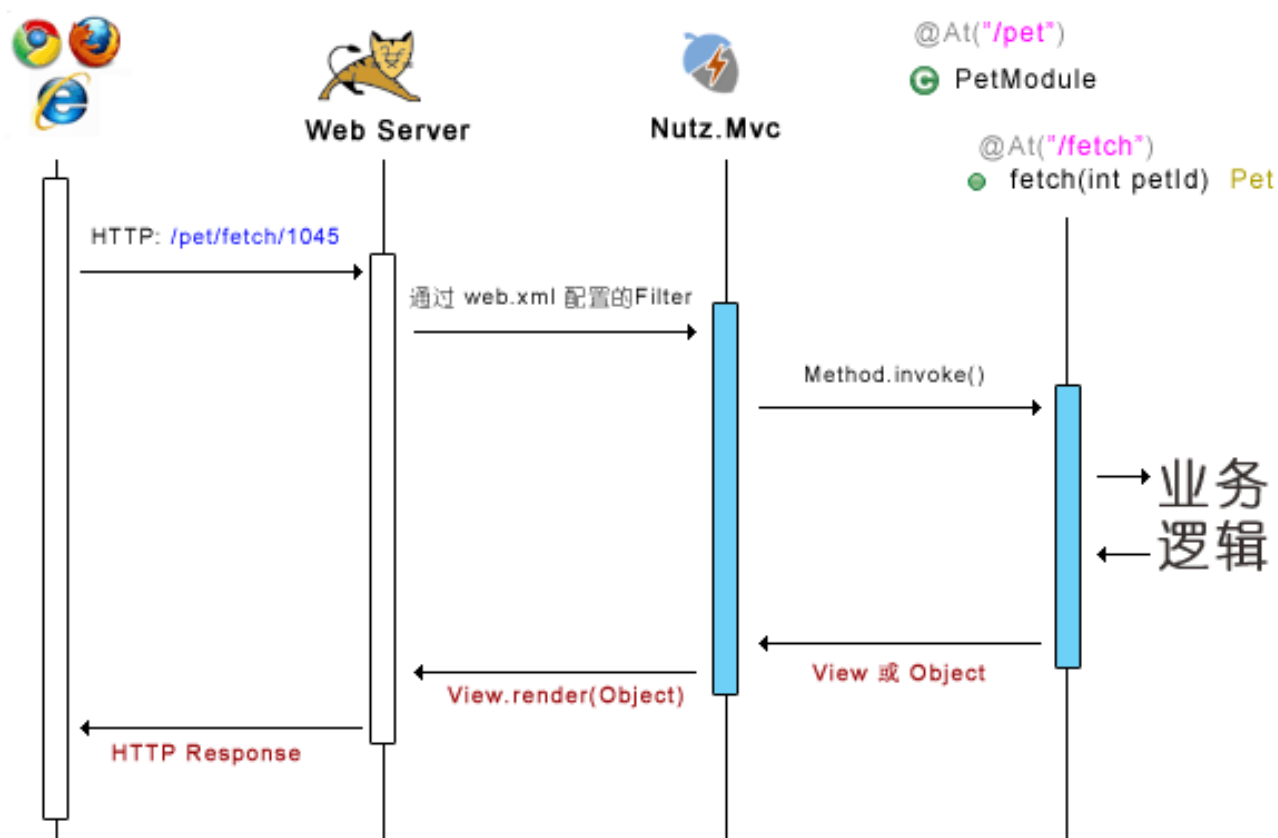 @At("/pet")
PetModule
Web Server
Nutz.Mvc
@At("/fetch")
fetch(int petId) Pet
HTTP: /pet/fetch/1045
通过 web.xml 配置的Filter
Method.invoke()
业务
逻辑
View 或 Object
View.render(Object)
HTTP Response